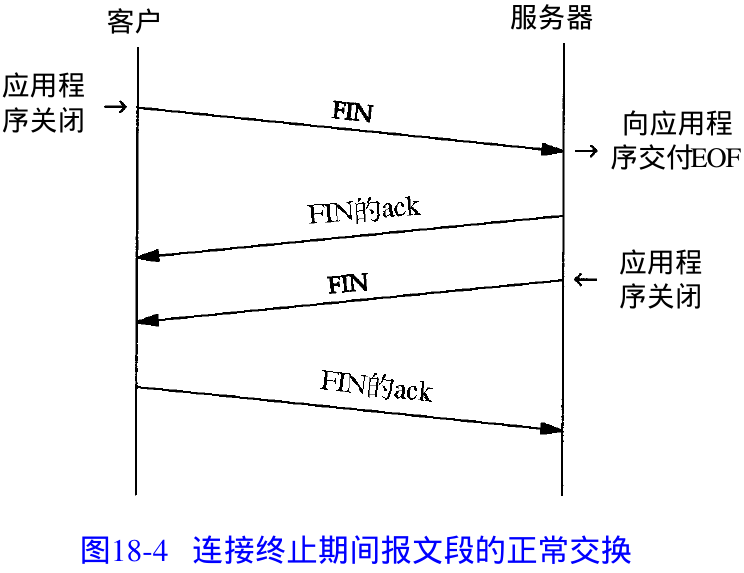 客户
服务器
应用程
序关闭
FIN
向应用程
序交付EOF
FIN的ack
应用程
序关闭
FIN
FIN的ack
图18-4 连接终止期间报文段的正常交换